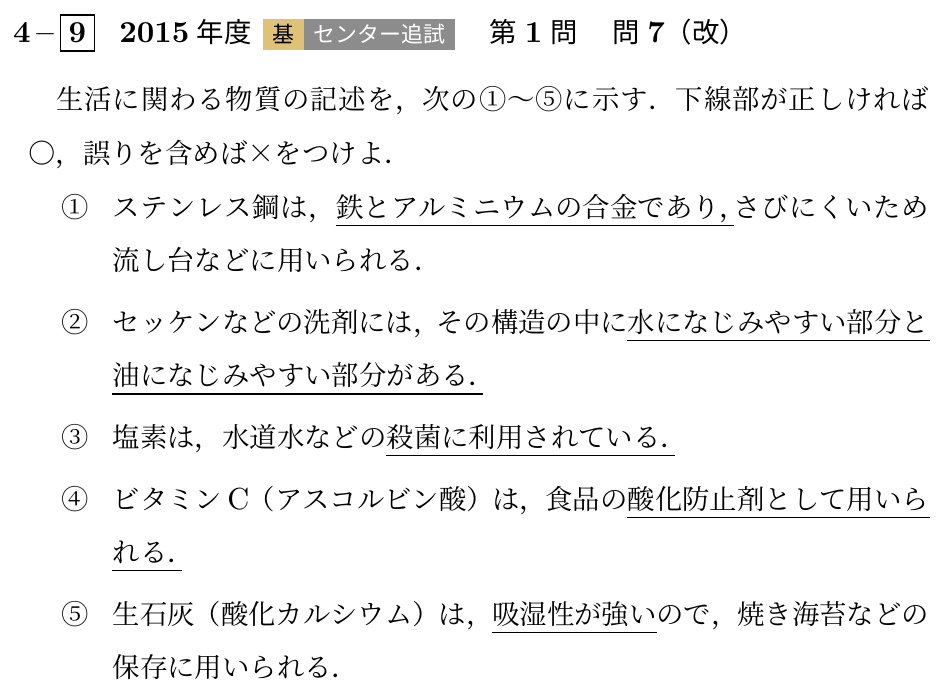 4–9 2015年度 基 センター追試 第1問 問7（改）
生活に関わる物質の記述を，次の①〜⑤に示す．下線部が正しければ
○，誤りを含めば×をつけよ．
① ステンレス鋼は，鉄とアルミニウムの合金であり，さびにくいため
流し台などに用いられる．
② セッケンなどの洗剤には，その構造の中に水になじみやすい部分と
油になじみやすい部分がある．
③ 塩素は，水道水などの殺菌に利用されている．
④ ビタミンC（アスコルビン酸）は，食品の酸化防止剤として用いら
れる．
⑤ 生石灰（酸化カルシウム）は，吸湿性が強いので，焼き海苔などの
保存に用いられる．